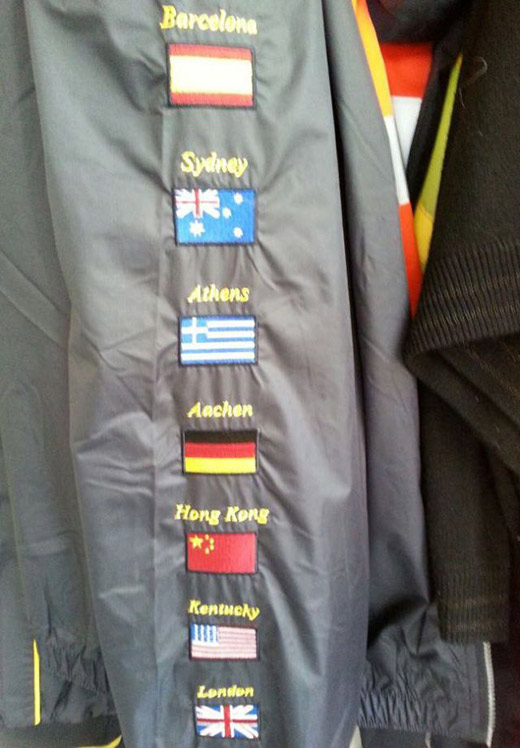 Barcelona
Sydney
Athens
Aachen
Hong Kong
Kentucky
London